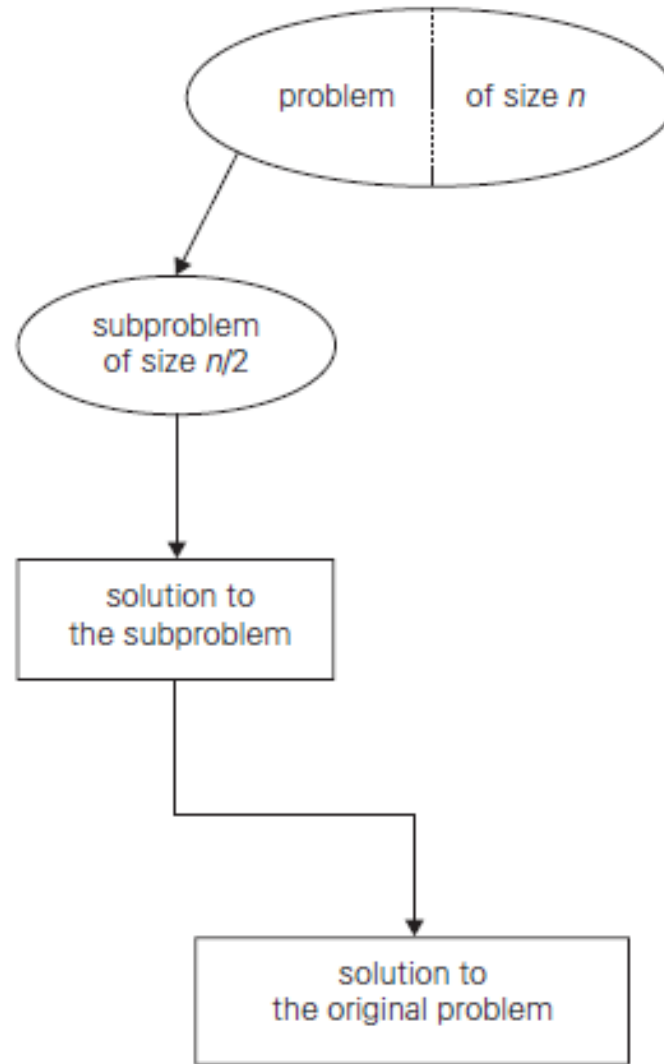 problem of size n
subproblem
of size n/2
solution to
the subproblem
solution to
the original problem